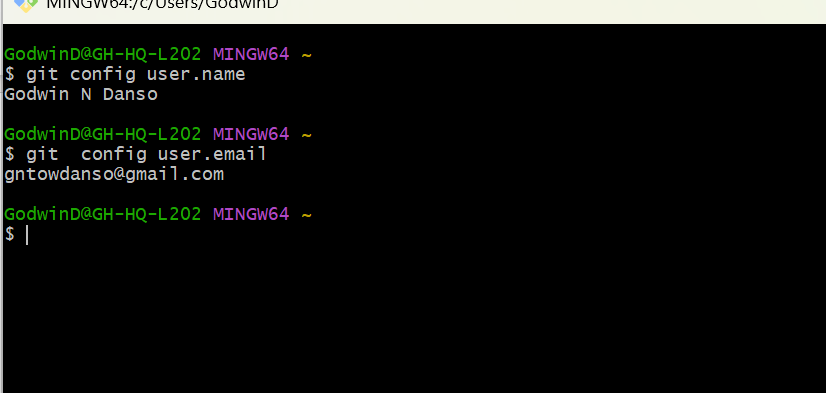 MINGW64:/c/Users/GodwinD
GodwinD@GH-HQ-L202 MINGW64 ~
$ git config user.name
Godwin N Danso
GodwinD@GH-HQ-L202 MINGW64 ~
$ git  config user.email
gntowdanso@gmail.com
GodwinD@GH-HQ-L202 MINGW64 ~
$